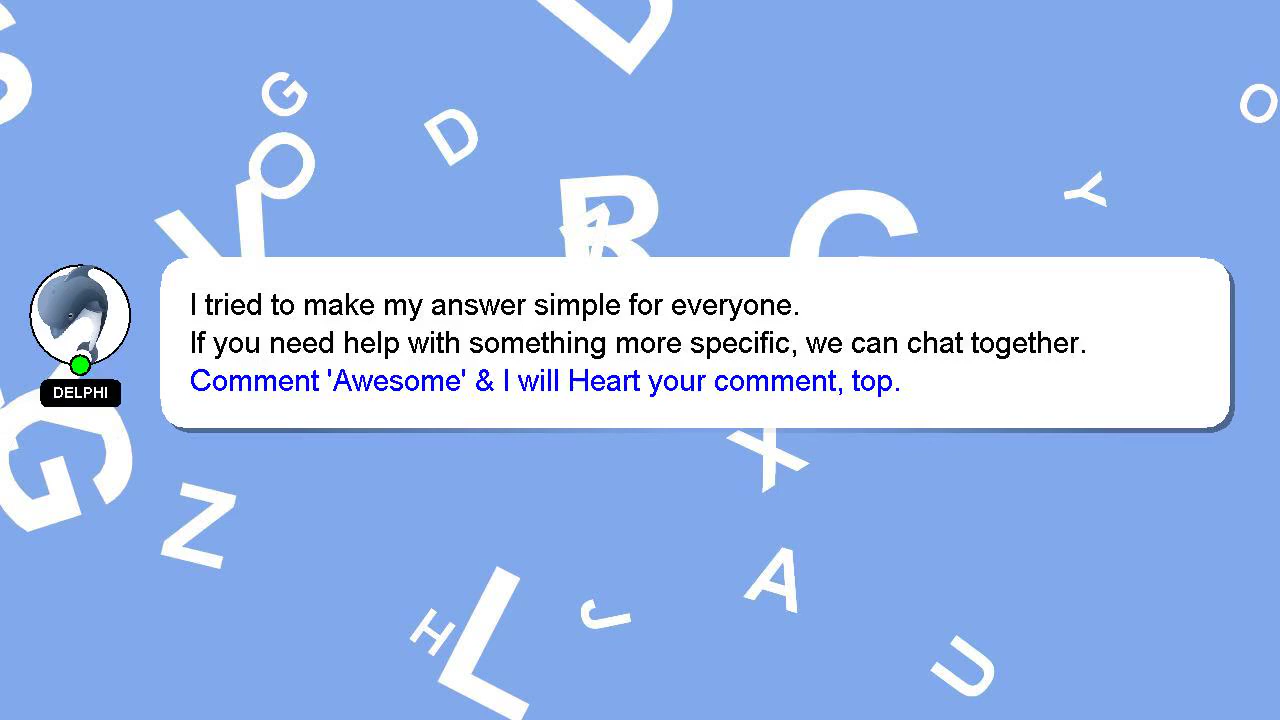 D
S
G
D
O
O
V
R
A
C
Y
I tried to make my answer simple for everyone.
If you need help with something more specific, we can chat together.
Comment 'Awesome' & I will Heart your comment, top.
DELPHI
G
X
Z
A
H
L
J
U